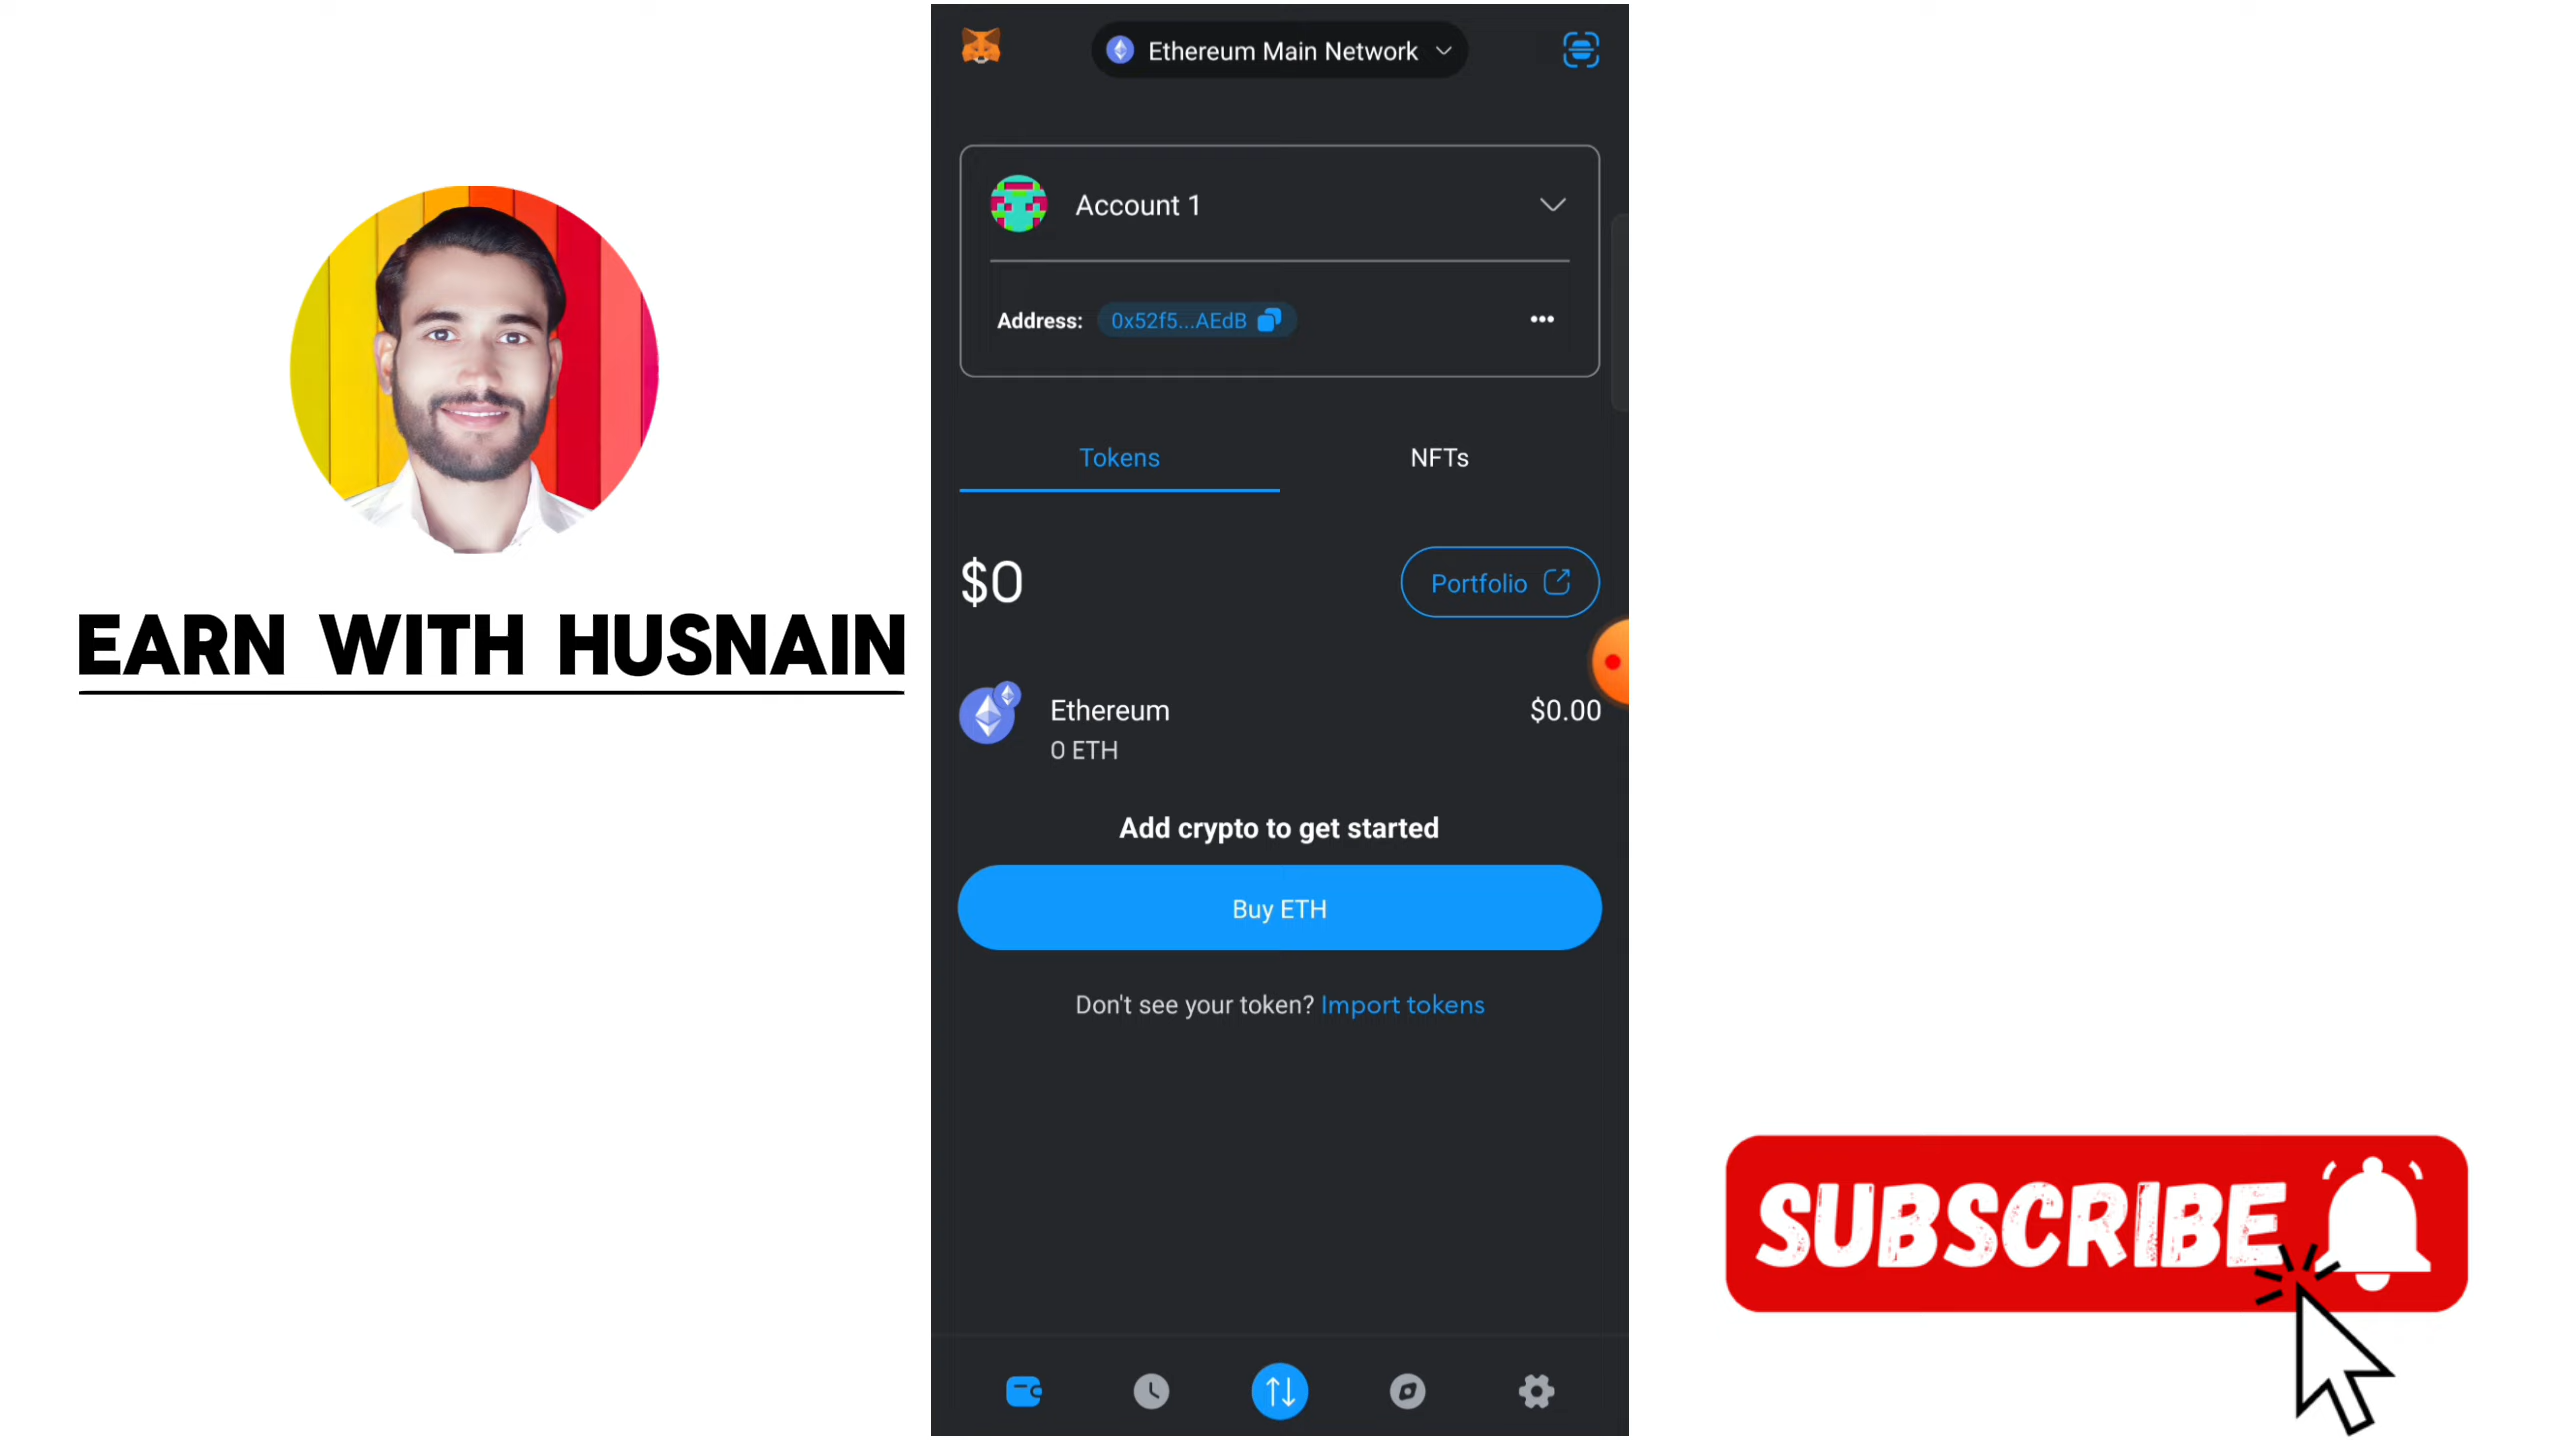 EARN WITH HUSNAIN
Ethereum Main Network
Account 1
Address: 0x52f5...AEdB
Tokens
NFTs
$0
Portfolio
Ethereum
$0.00
0 ETH
Add crypto to get started
Buy ETH
Don't see your token? Import tokens
SUBSCRIBE